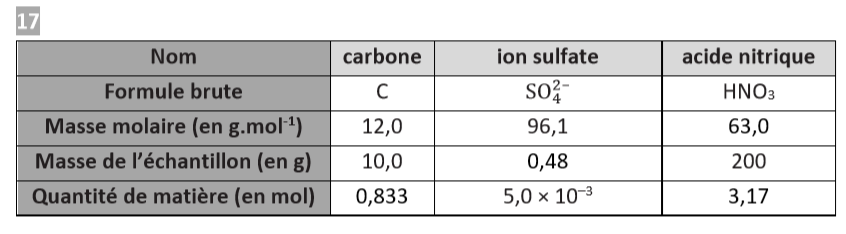 17
Nom carbone ion sulfate acide nitrique
Formule brute C SO₄²⁻ HNO₃
Masse molaire (en g.mol⁻¹) 12,0 96,1 63,0
Masse de l’échantillon (en g) 10,0 0,48 200
Quantité de matière (en mol) 0,833 5,0 × 10⁻³ 3,17